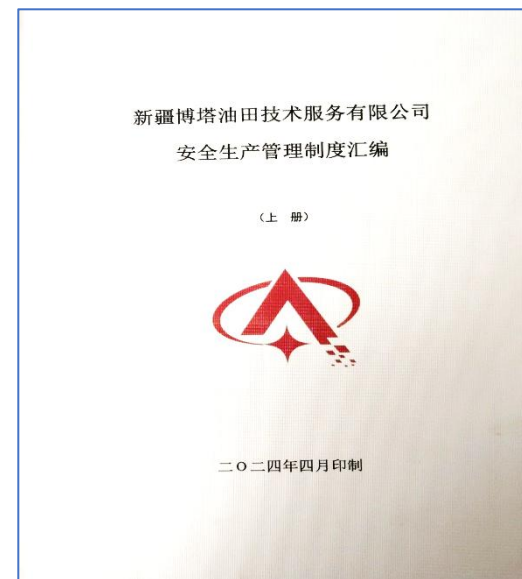 新疆博塔油田技术服务有限公司
安全生产管理制度汇编
（上　册）
二〇二四年四月印制